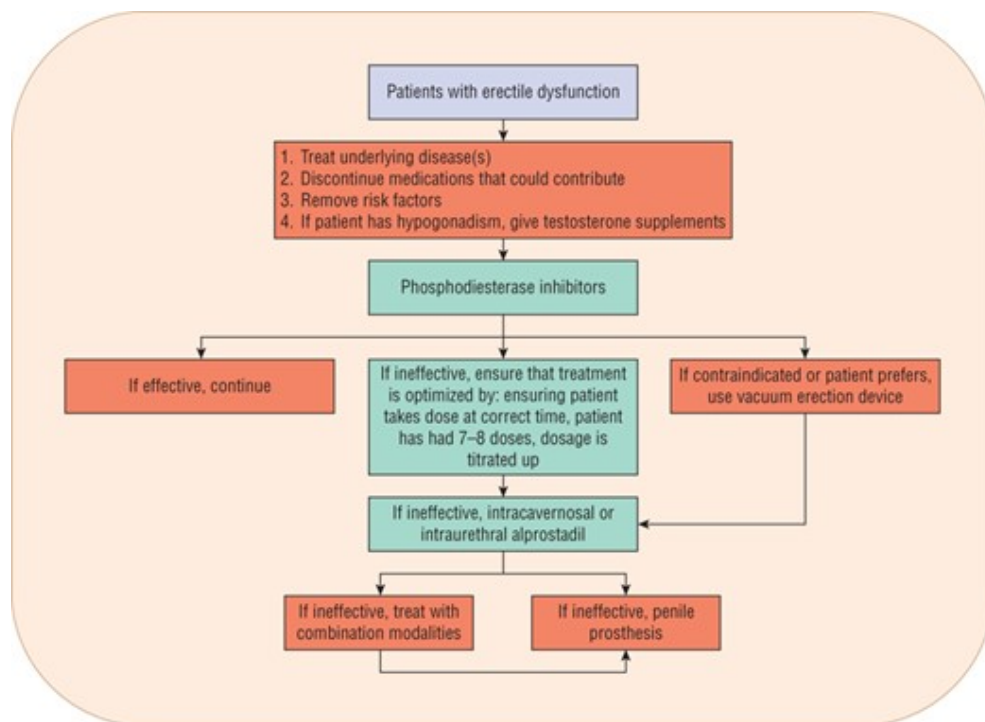 Patients with erectile dysfunction
1. Treat underlying disease(s)
2. Discontinue medications that could contribute
3. Remove risk factors
4. If patient has hypogonadism, give testosterone supplements
Phosphodiesterase inhibitors
If effective, continue
If ineffective, ensure that treatment
is optimized by: ensuring patient
takes dose at correct time, patient
has had 7–8 doses, dosage is
titrated up
If contraindicated or patient prefers,
use vacuum erection device
If ineffective, intracavernosal or
intraurethral alprostadil
If ineffective, treat with
combination modalities
If ineffective, penile
prosthesis